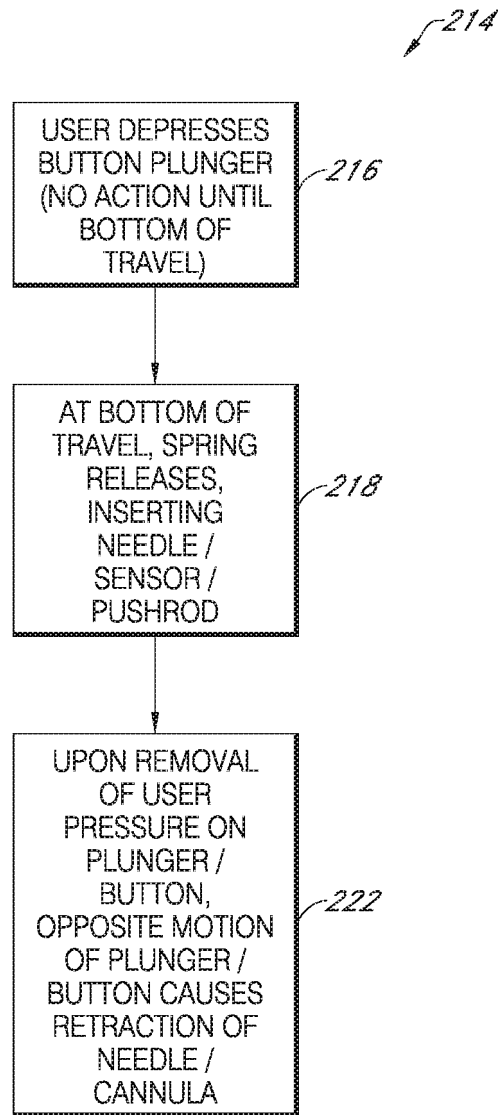 214
USER DEPRESSES
BUTTON PLUNGER
(NO ACTION UNTIL
BOTTOM OF
TRAVEL)
216
AT BOTTOM OF
TRAVEL, SPRING
RELEASES,
INSERTING
NEEDLE /
SENSOR /
PUSHROD
218
UPON REMOVAL
OF USER
PRESSURE ON
PLUNGER /
BUTTON,
OPPOSITE MOTION
OF PLUNGER /
BUTTON CAUSES
RETRACTION OF
NEEDLE /
CANNULA
222